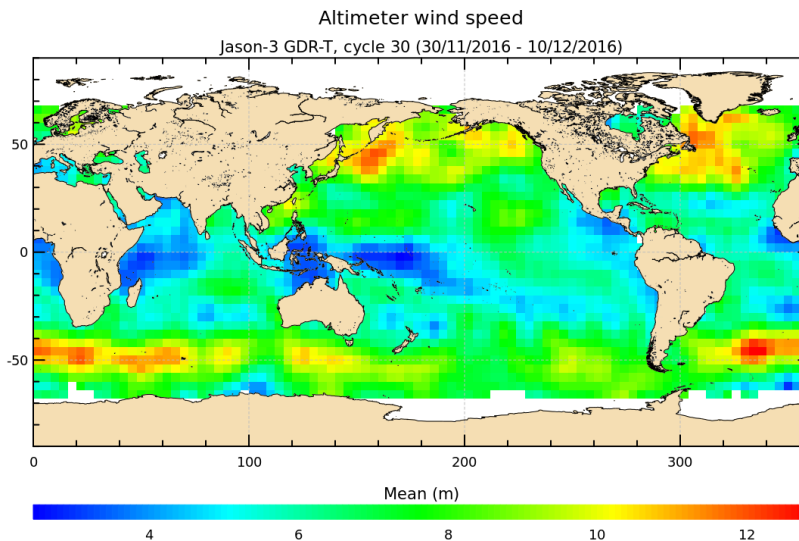 Altimeter wind speed
Jason-3 GDR-T, cycle 30 (30/11/2016 - 10/12/2016)
50
0
-50
0 100 200 300
Mean (m)
4 6 8 10 12